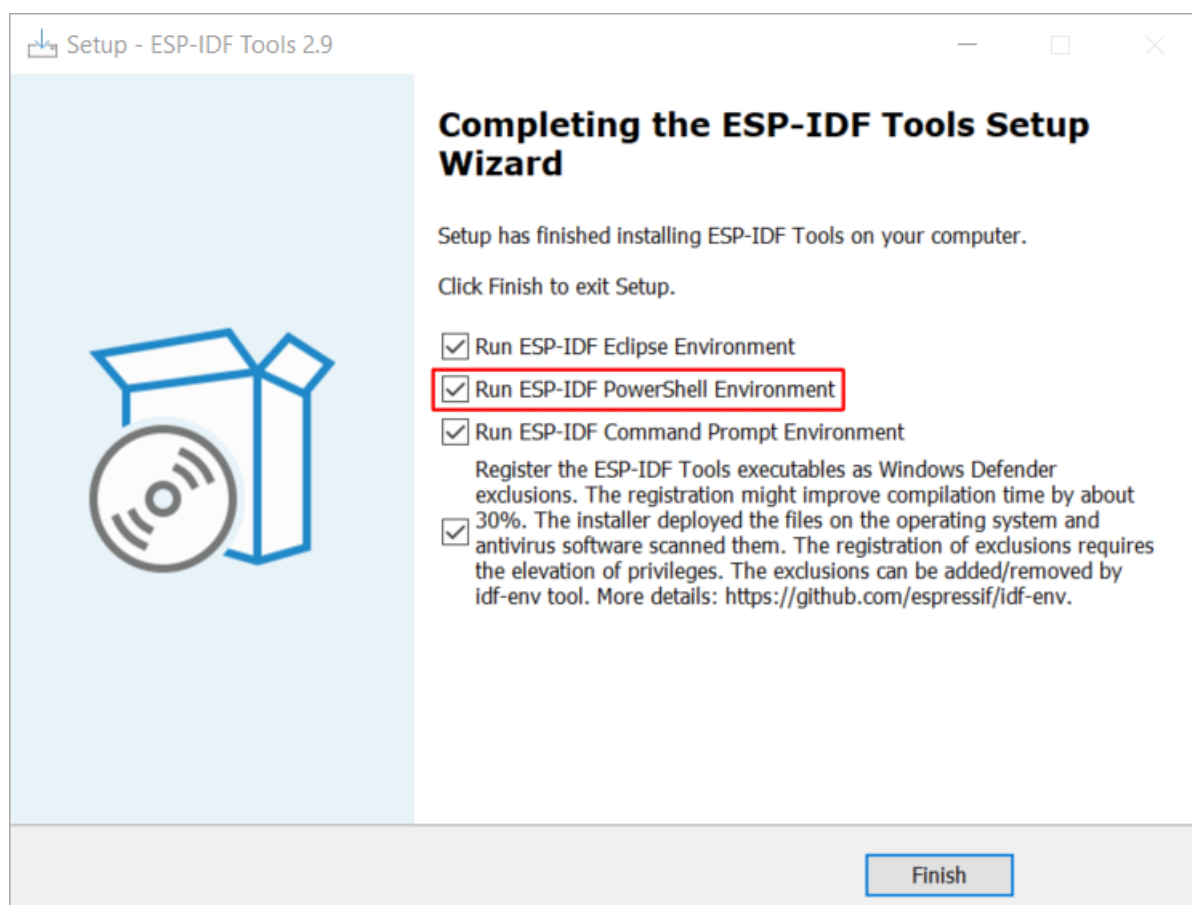 Setup - ESP-IDF Tools 2.9
Completing the ESP-IDF Tools Setup
Wizard
Setup has finished installing ESP-IDF Tools on your computer.
Click Finish to exit Setup.
Run ESP-IDF Eclipse Environment
Run ESP-IDF PowerShell Environment
Run ESP-IDF Command Prompt Environment
Register the ESP-IDF Tools executables as Windows Defender
exclusions. The registration might improve compilation time by about
30%. The installer deployed the files on the operating system and
antivirus software scanned them. The registration of exclusions requires
the elevation of privileges. The exclusions can be added/removed by
idf-env tool. More details: https://github.com/espressif/idf-env.
Finish